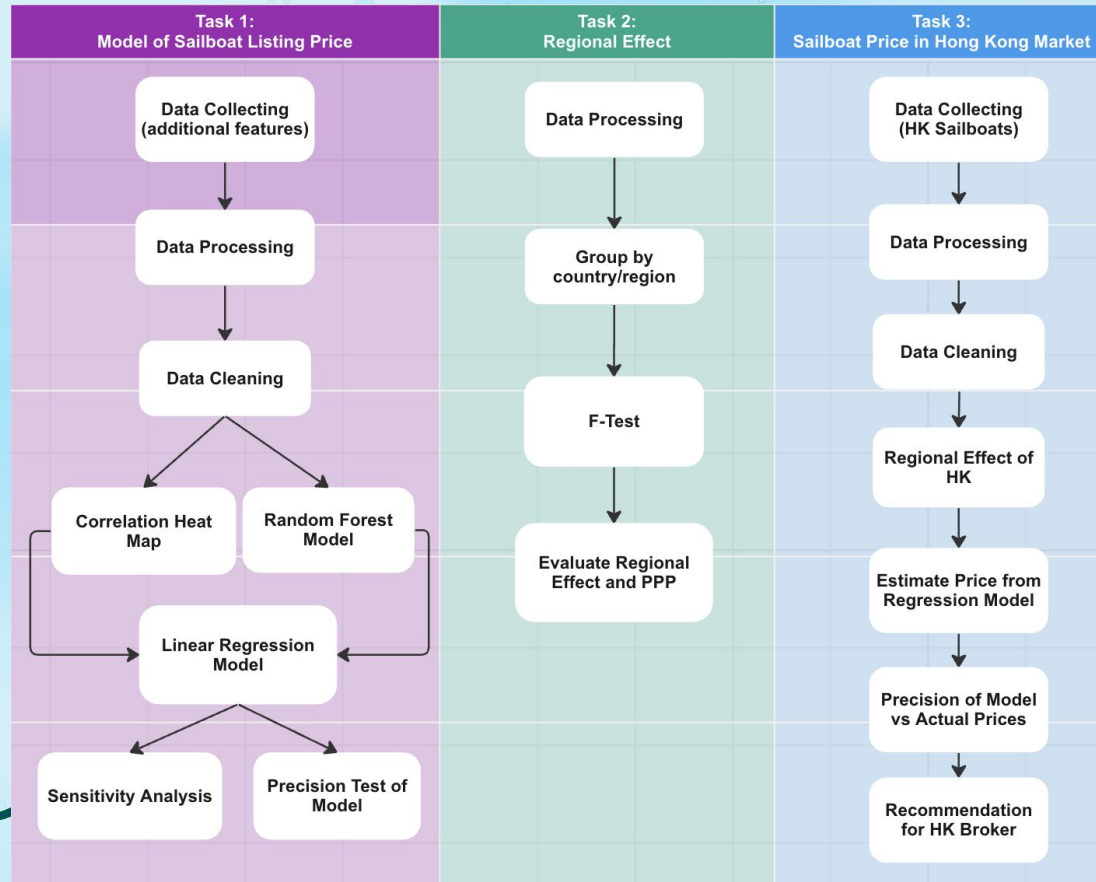 Task 1:
Model of Sailboat Listing Price
Data Collecting
(additional features)
Data Processing
Data Cleaning
Correlation Heat
Map
Random Forest
Model
Linear Regression
Model
Sensitivity Analysis
Precision Test of
Model
Task 2:
Regional Effect
Data Processing
Group by
country/region
F-Test
Evaluate Regional
Effect and PPP
Task 3:
Sailboat Price in Hong Kong Market
Data Collecting
(HK Sailboats)
Data Processing
Data Cleaning
Regional Effect of
HK
Estimate Price from
Regression Model
Precision of Model
vs Actual Prices
Recommendation
for HK Broker